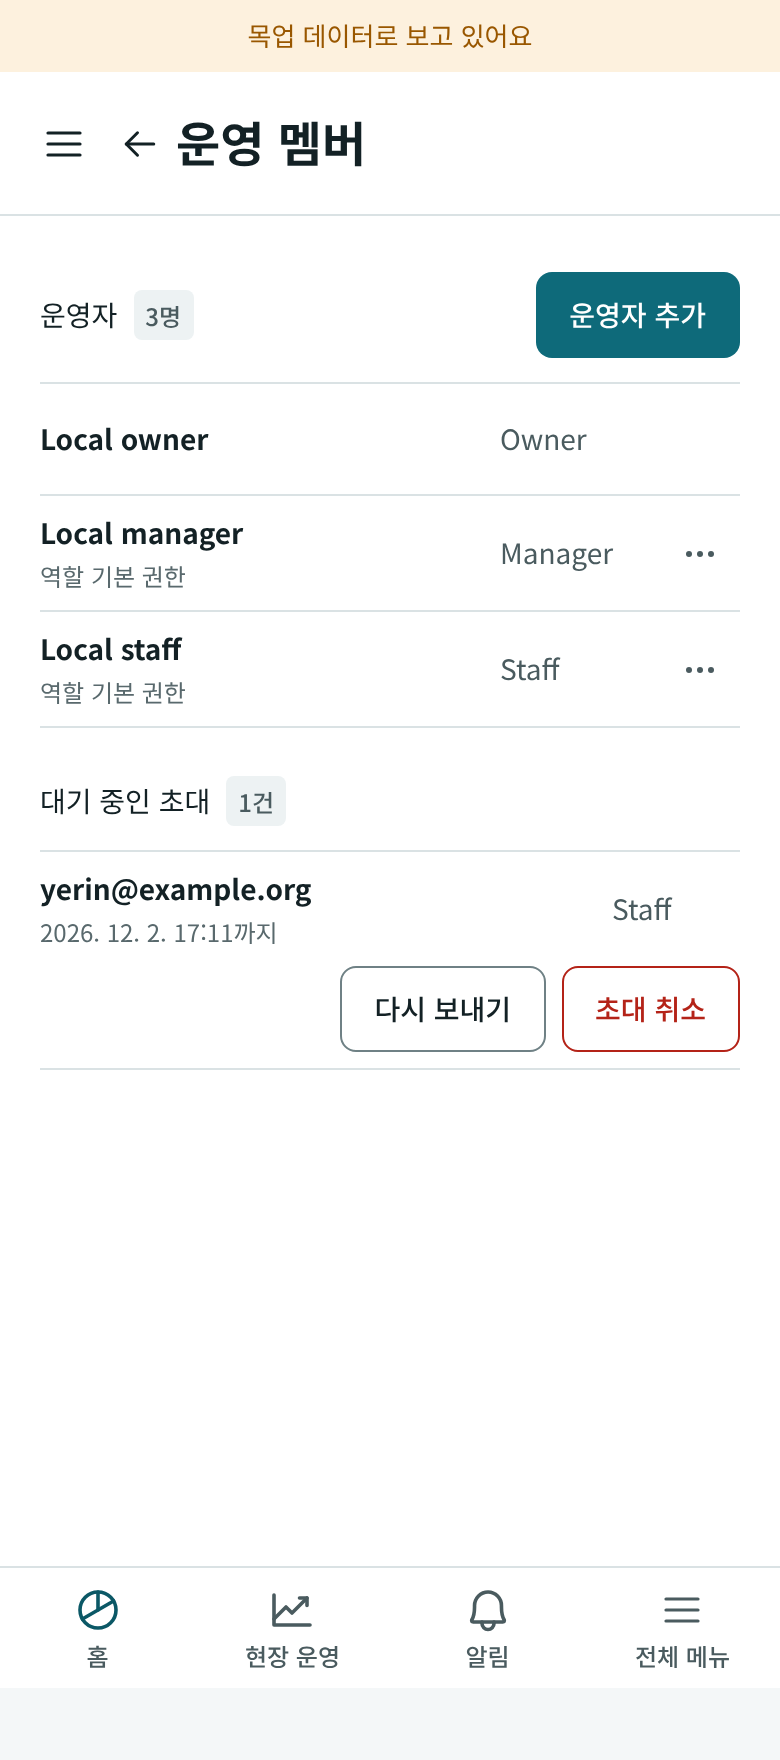 목업 데이터로 보고 있어요
운영 멤버
운영자 3명 운영자 추가
Local owner Owner
Local manager Manager
역할 기본 권한
Local staff Staff
역할 기본 권한
대기 중인 초대 1건
yerin@example.org Staff
2026. 12. 2. 17:11까지
다시 보내기 초대 취소
홈 현장 운영 알림 전체 메뉴